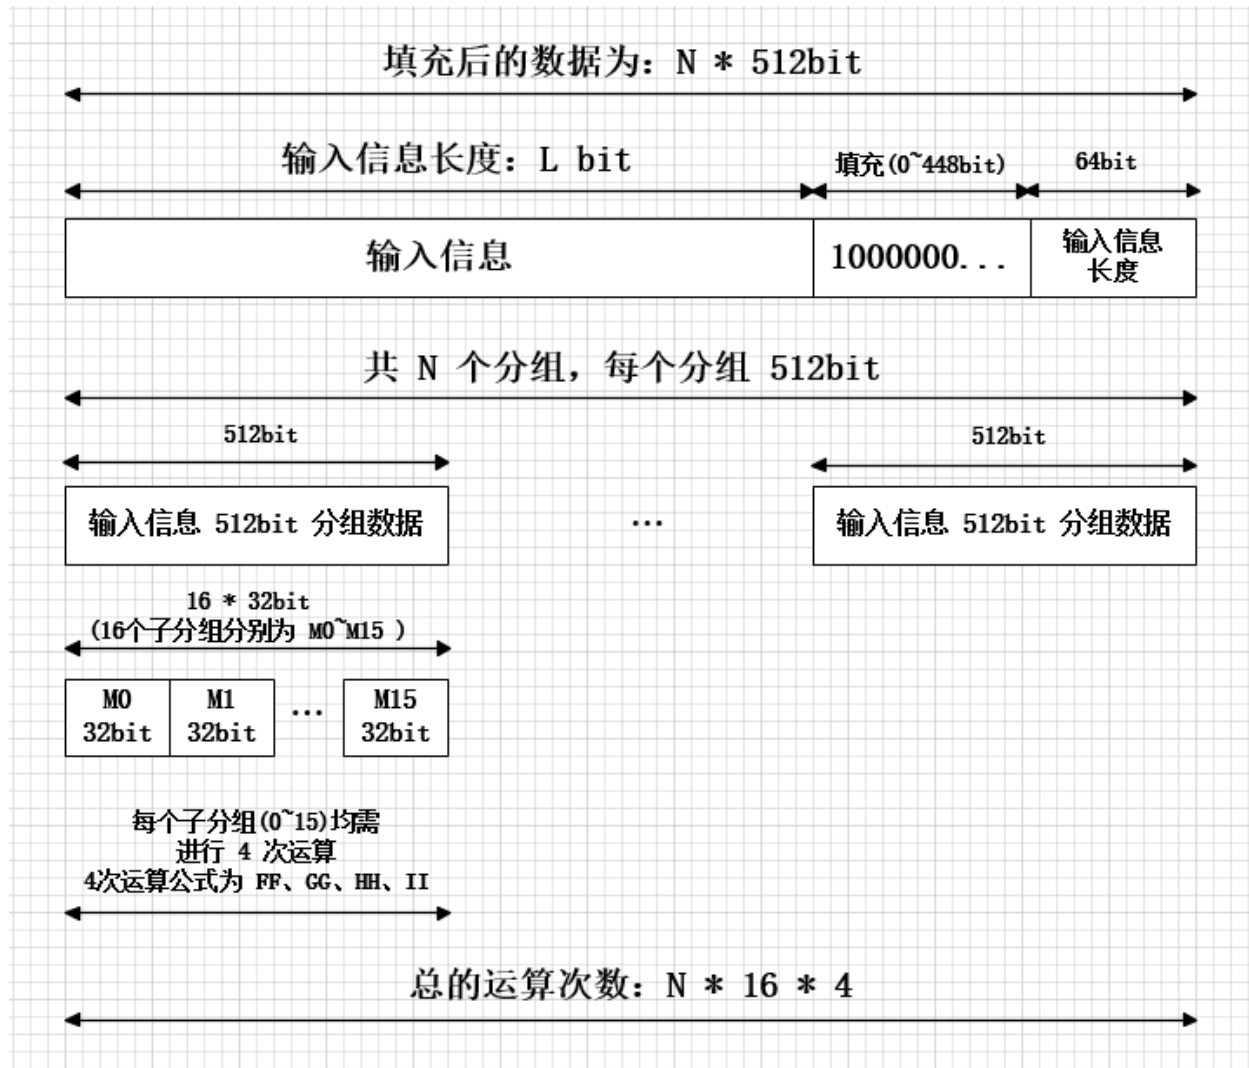 填充后的数据为：N * 512bit
输入信息长度：L bit
填充(0~448bit)
64bit
输入信息
1000000...
输入信息
长度
共 N 个分组，每个分组 512bit
512bit
512bit
输入信息 512bit 分组数据
...
输入信息 512bit 分组数据
16 * 32bit
(16个子分组分别为 M0~M15 )
M0
32bit
M1
32bit
...
M15
32bit
每个子分组(0~15)均需
进行 4 次运算
4次运算公式为 FF、GG、HH、II
总的运算次数：N * 16 * 4